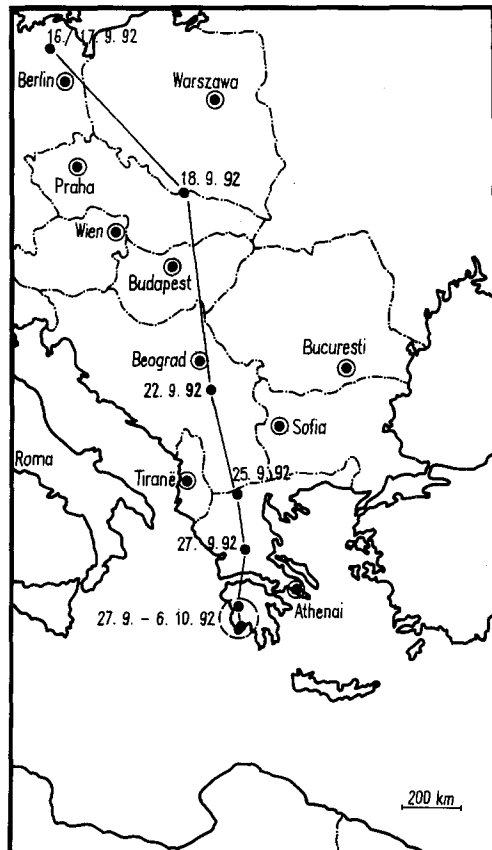 16./17. 9. 92
Berlin
Warszawa
Praha
18. 9. 92
Wien
Budapest
Beograd
Bucuresti
22. 9. 92
Sofia
Roma
Tiranë
25. 9. 92
27. 9. 92
Athenai
27. 9. – 6. 10. 92
200 km